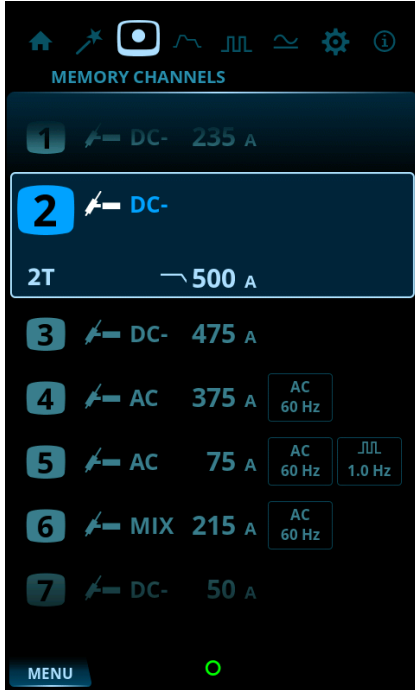 MEMORY CHANNELS
1 DC- 235 A
2 DC-
2T 500 A
3 DC- 475 A
4 AC 375 A AC 60 Hz
5 AC 75 A AC 60 Hz 1.0 Hz
6 MIX 215 A AC 60 Hz
7 DC- 50 A
MENU